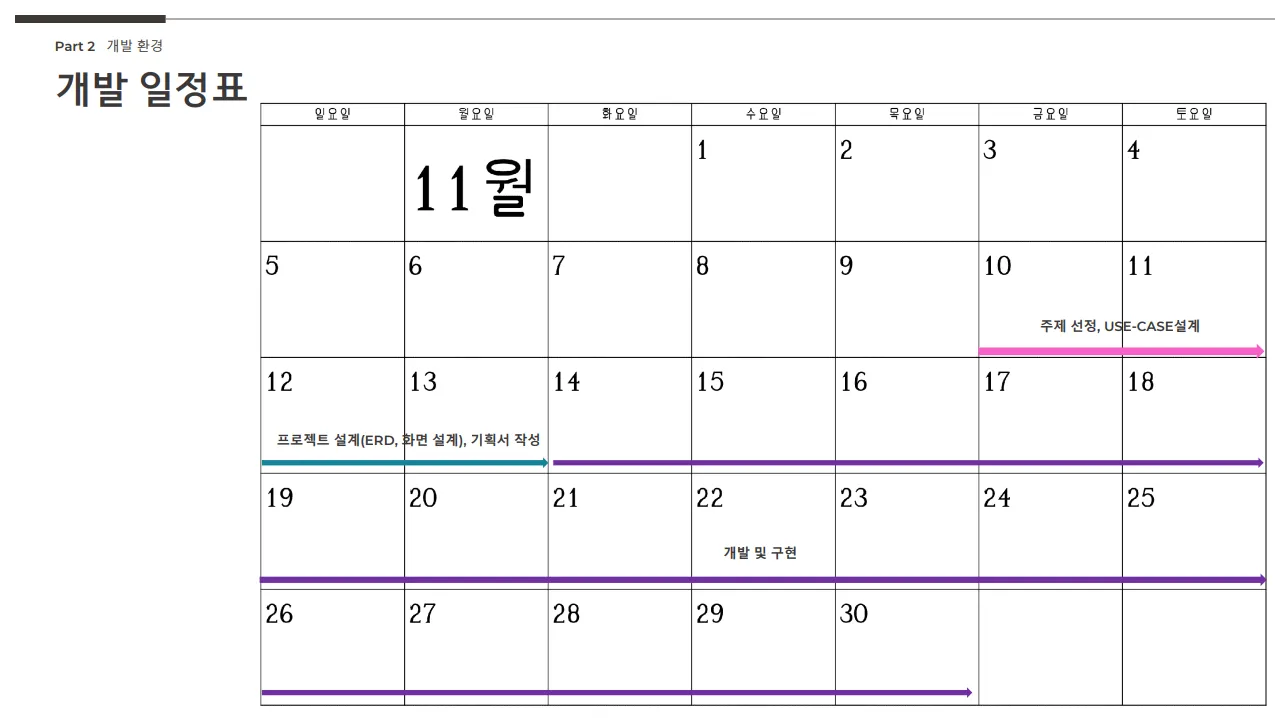 Part 2 개발 환경
개발 일정표
일요일 월요일 화요일 수요일 목요일 금요일 토요일
11월 1 2 3 4
5 6 7 8 9 10 11
주제 선정, USE-CASE설계
12 13 14 15 16 17 18
프로젝트 설계(ERD, 화면 설계), 기획서 작성
19 20 21 22 23 24 25
개발 및 구현
26 27 28 29 30